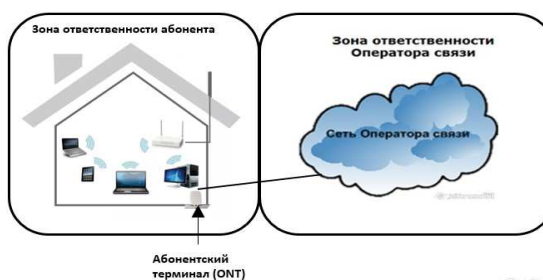 Зона ответственности абонента
Зона ответственности
Оператора связи
Сеть Оператора связи
Абонентский
терминал (ONT)